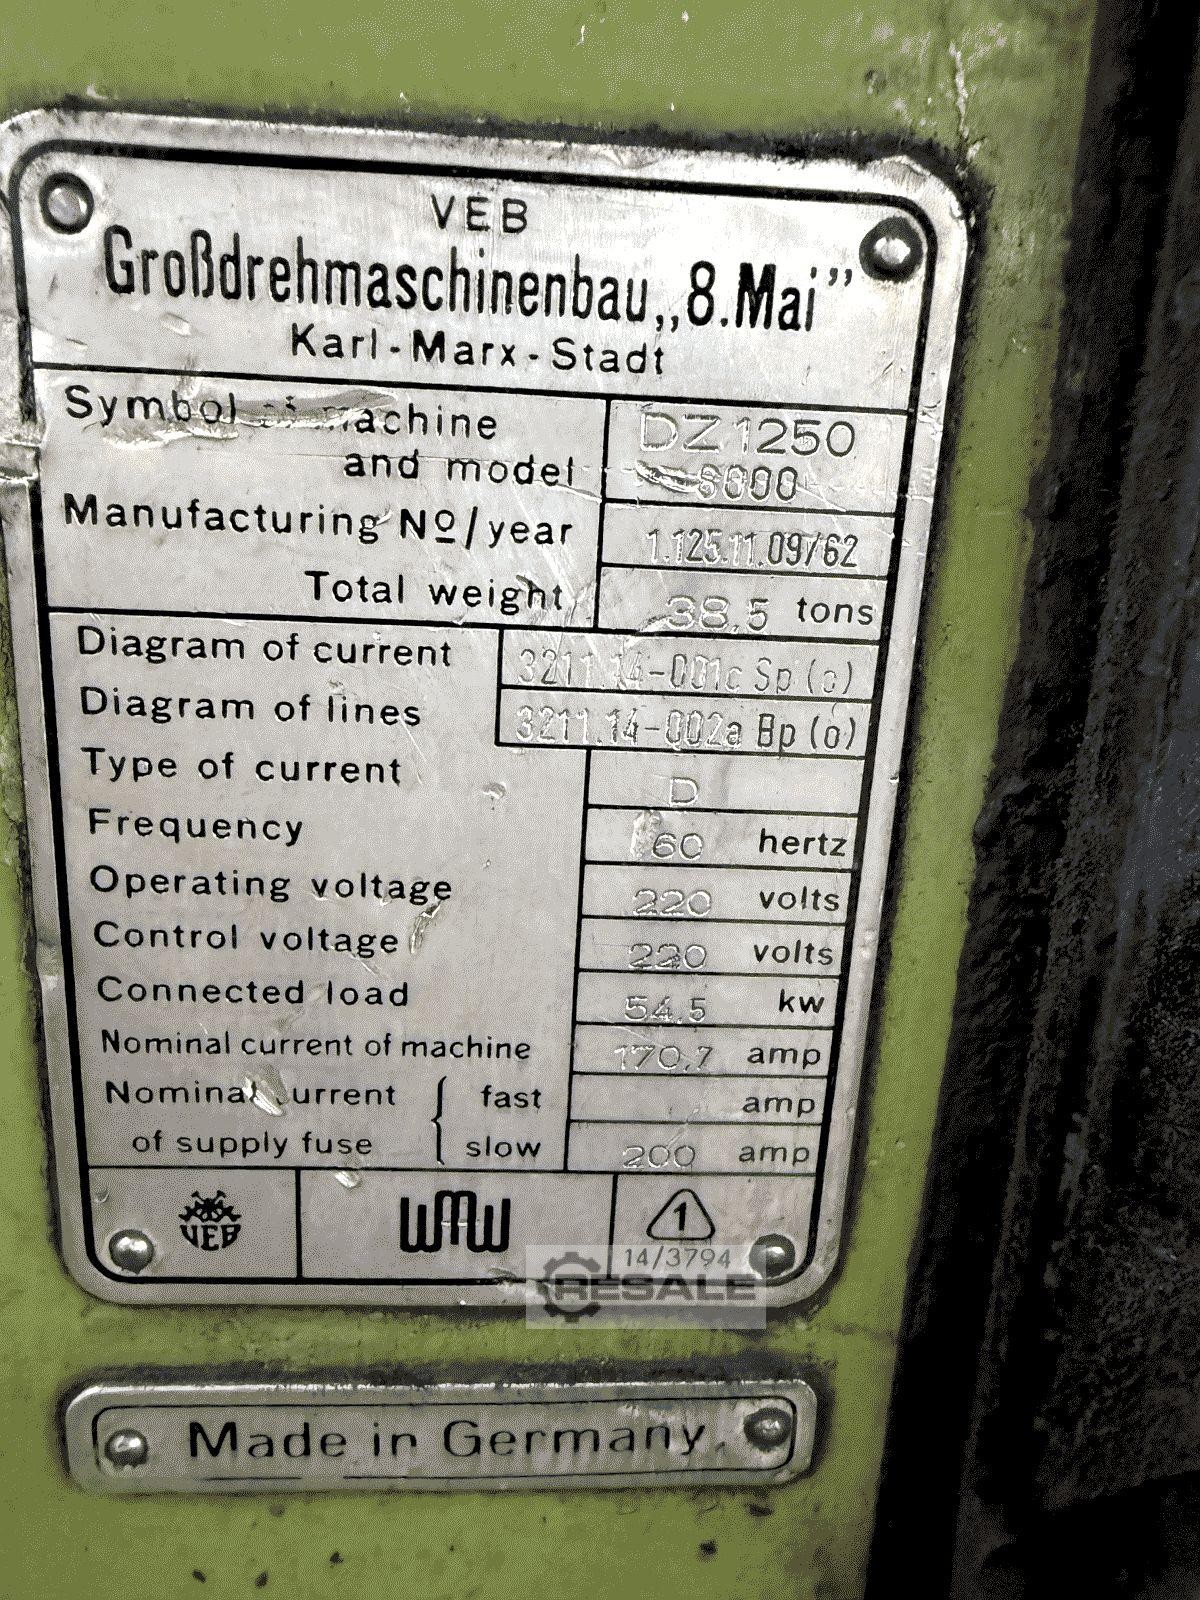 VEB
Großdrehmaschinenbau „8. Mai”
Karl-Marx-Stadt
Symbol of machine DZ1250
and model 8000
Manufacturing Nº/year 1.125.11.09/62
Total weight 38,5 tons
Diagram of current 3211.14-001c Sp (o)
Diagram of lines 3211.14-002a Bp (o)
Type of current D
Frequency 60 hertz
Operating voltage 220 volts
Control voltage 220 volts
Connected load 54,5 kw
Nominal current of machine 170,7 amp
Nominal current fast amp
of supply fuse slow 200 amp
VEB WMW 1
14/3794
RESALE
Made in Germany